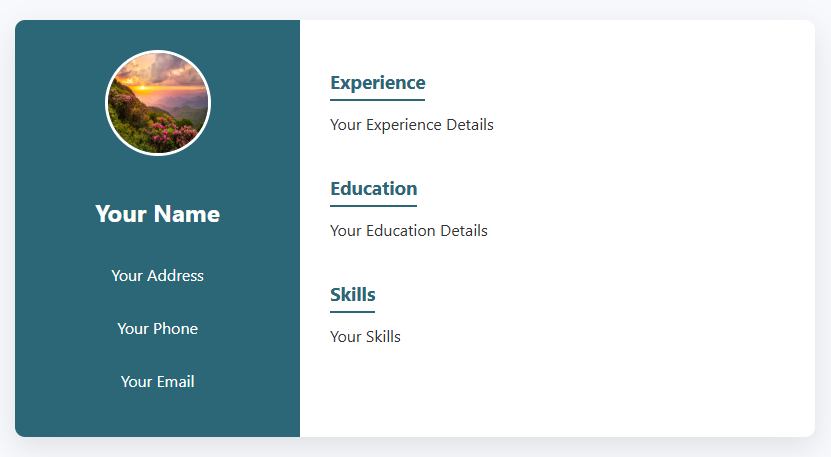 Your Name
Your Address
Your Phone
Your Email
Experience
Your Experience Details
Education
Your Education Details
Skills
Your Skills